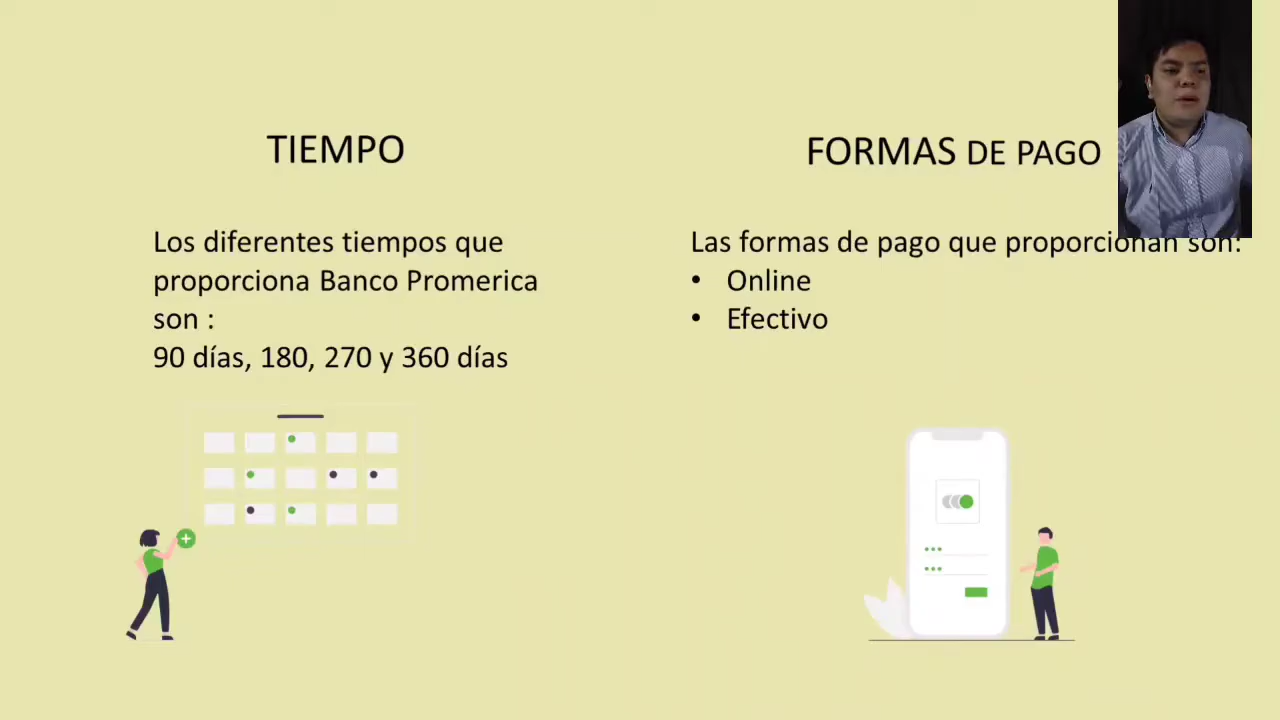 TIEMPO
Los diferentes tiempos que
proporciona Banco Promerica
son :
90 días, 180, 270 y 360 días
FORMAS DE PAGO
Las formas de pago que proporcionan son:
• Online
• Efectivo